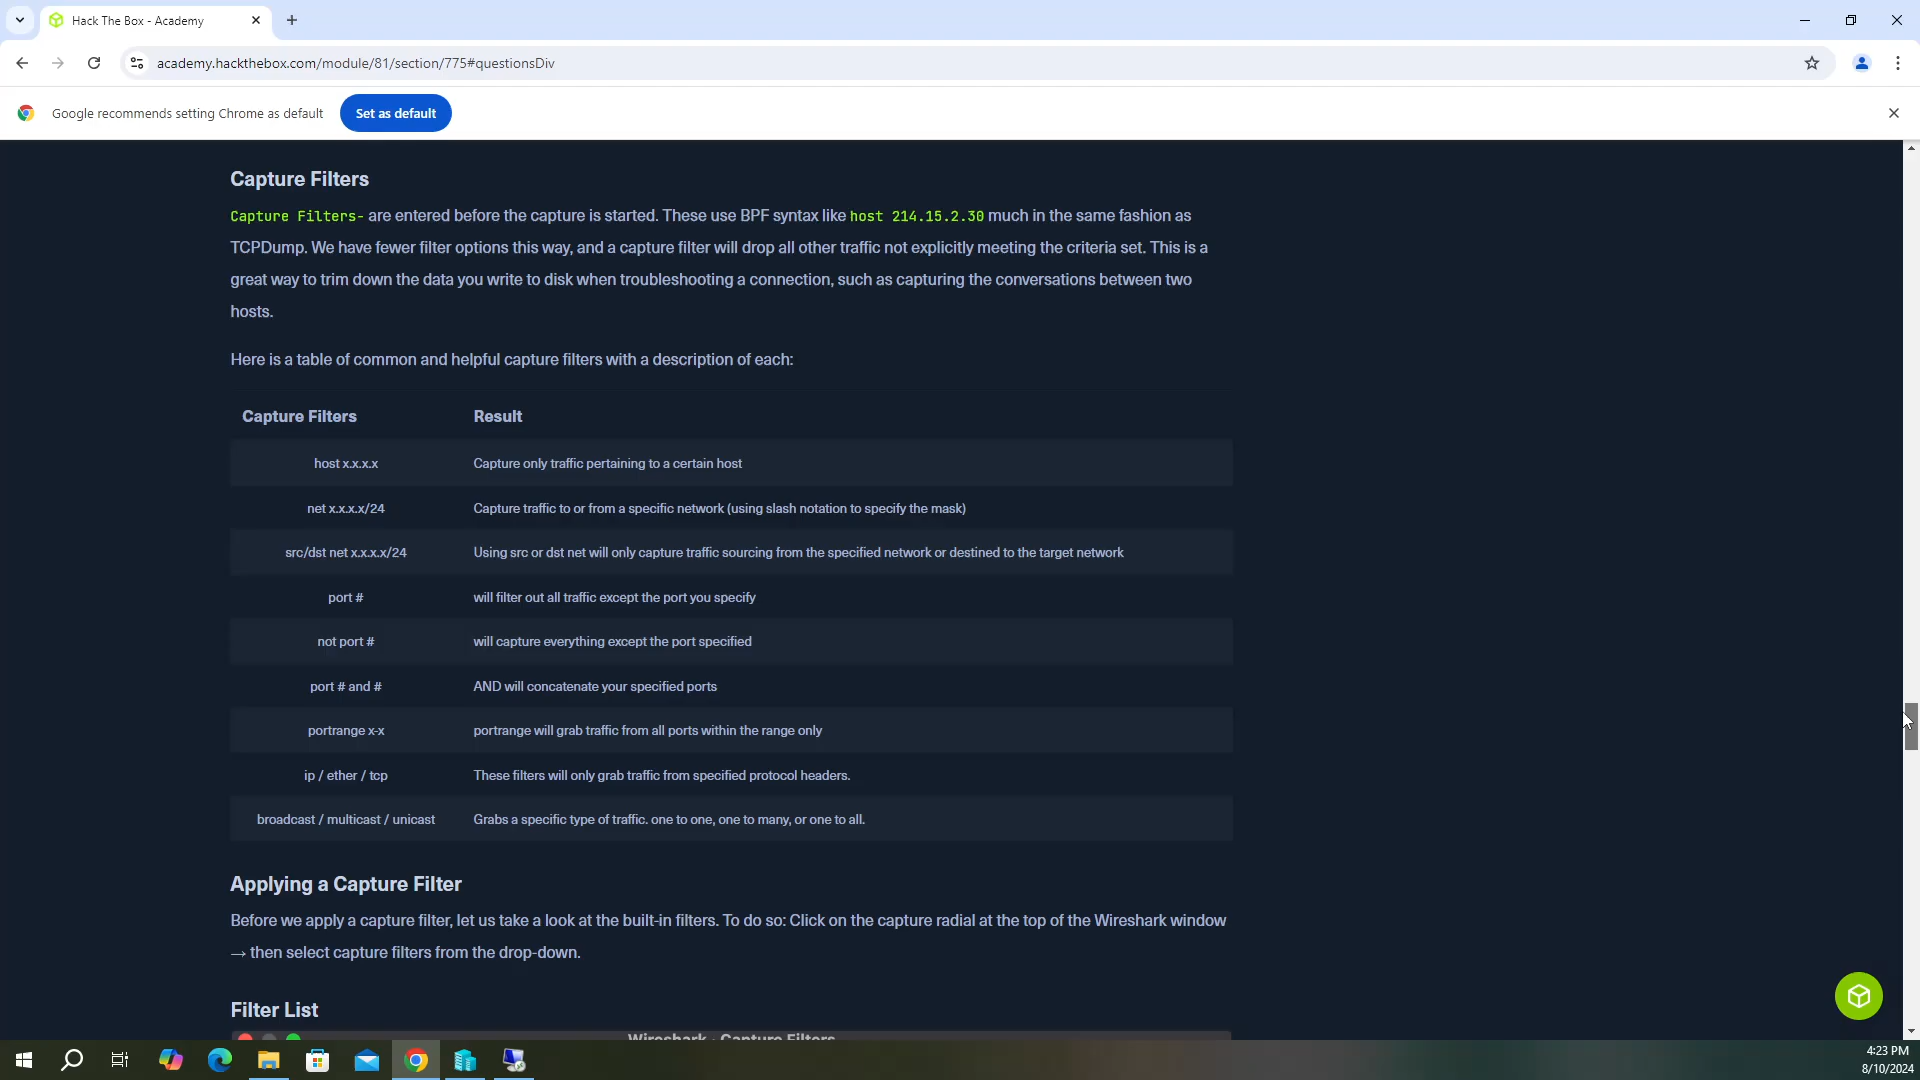 Hack The Box - Academy
academy.hackthebox.com/module/81/section/775#questionsDiv
Google recommends setting Chrome as default
Set as default
Capture Filters
Capture Filters- are entered before the capture is started. These use BPF syntax like host 214.15.2.30 much in the same fashion as
TCPDump. We have fewer filter options this way, and a capture filter will drop all other traffic not explicitly meeting the criteria set. This is a
great way to trim down the data you write to disk when troubleshooting a connection, such as capturing the conversations between two
hosts.
Here is a table of common and helpful capture filters with a description of each:
Capture Filters Result
host x.x.x.x Capture only traffic pertaining to a certain host
net x.x.x.x/24 Capture traffic to or from a specific network (using slash notation to specify the mask)
src/dst net x.x.x.x/24 Using src or dst net will only capture traffic sourcing from the specified network or destined to the target network
port # will filter out all traffic except the port you specify
not port # will capture everything except the port specified
port # and # AND will concatenate your specified ports
portrange x-x portrange will grab traffic from all ports within the range only
ip / ether / tcp These filters will only grab traffic from specified protocol headers.
broadcast / multicast / unicast Grabs a specific type of traffic. one to one, one to many, or one to all.
Applying a Capture Filter
Before we apply a capture filter, let us take a look at the built-in filters. To do so: Click on the capture radial at the top of the Wireshark window
→ then select capture filters from the drop-down.
Filter List
Wireshark - Capture Filters
4:23 PM
8/10/2024